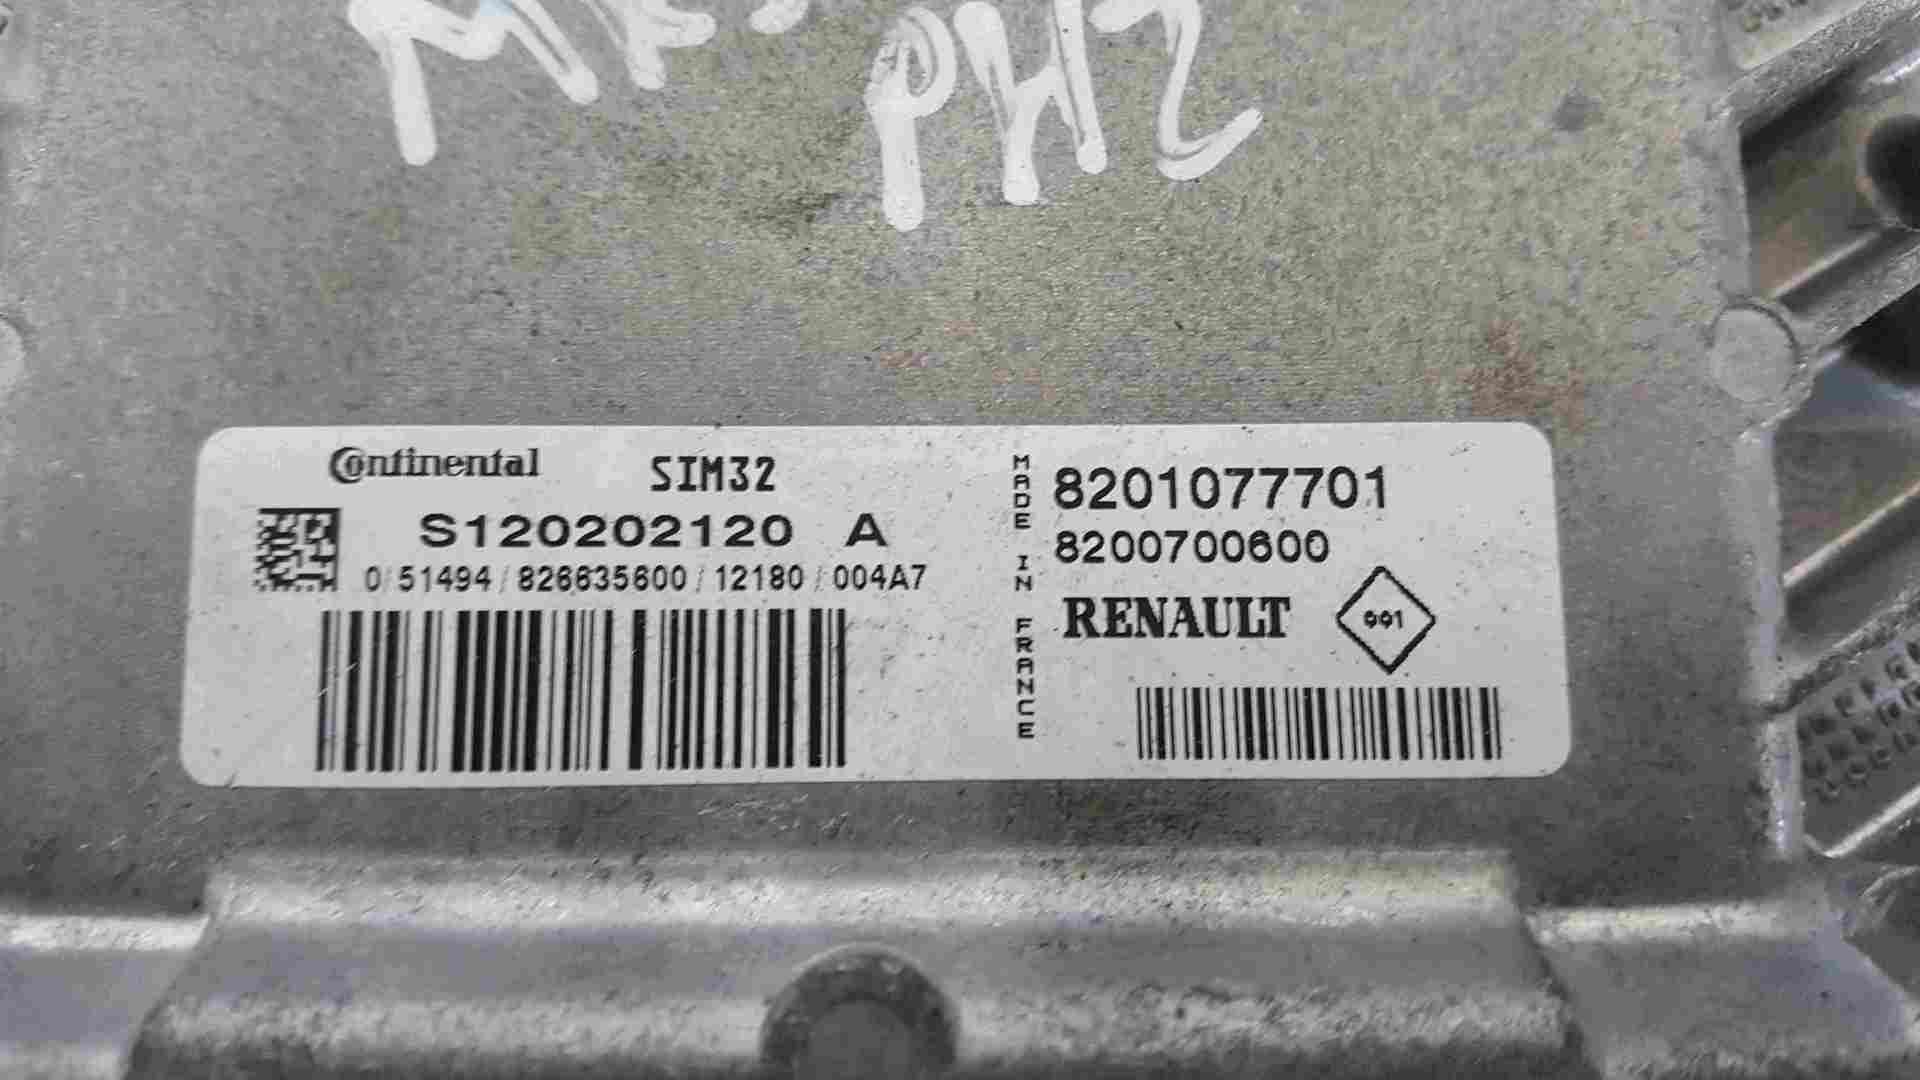 PH2
Continental SIM32
S120202120 A
0/51494/826635600/12180/004A7
MADE IN FRANCE
8201077701
8200700600
RENAULT